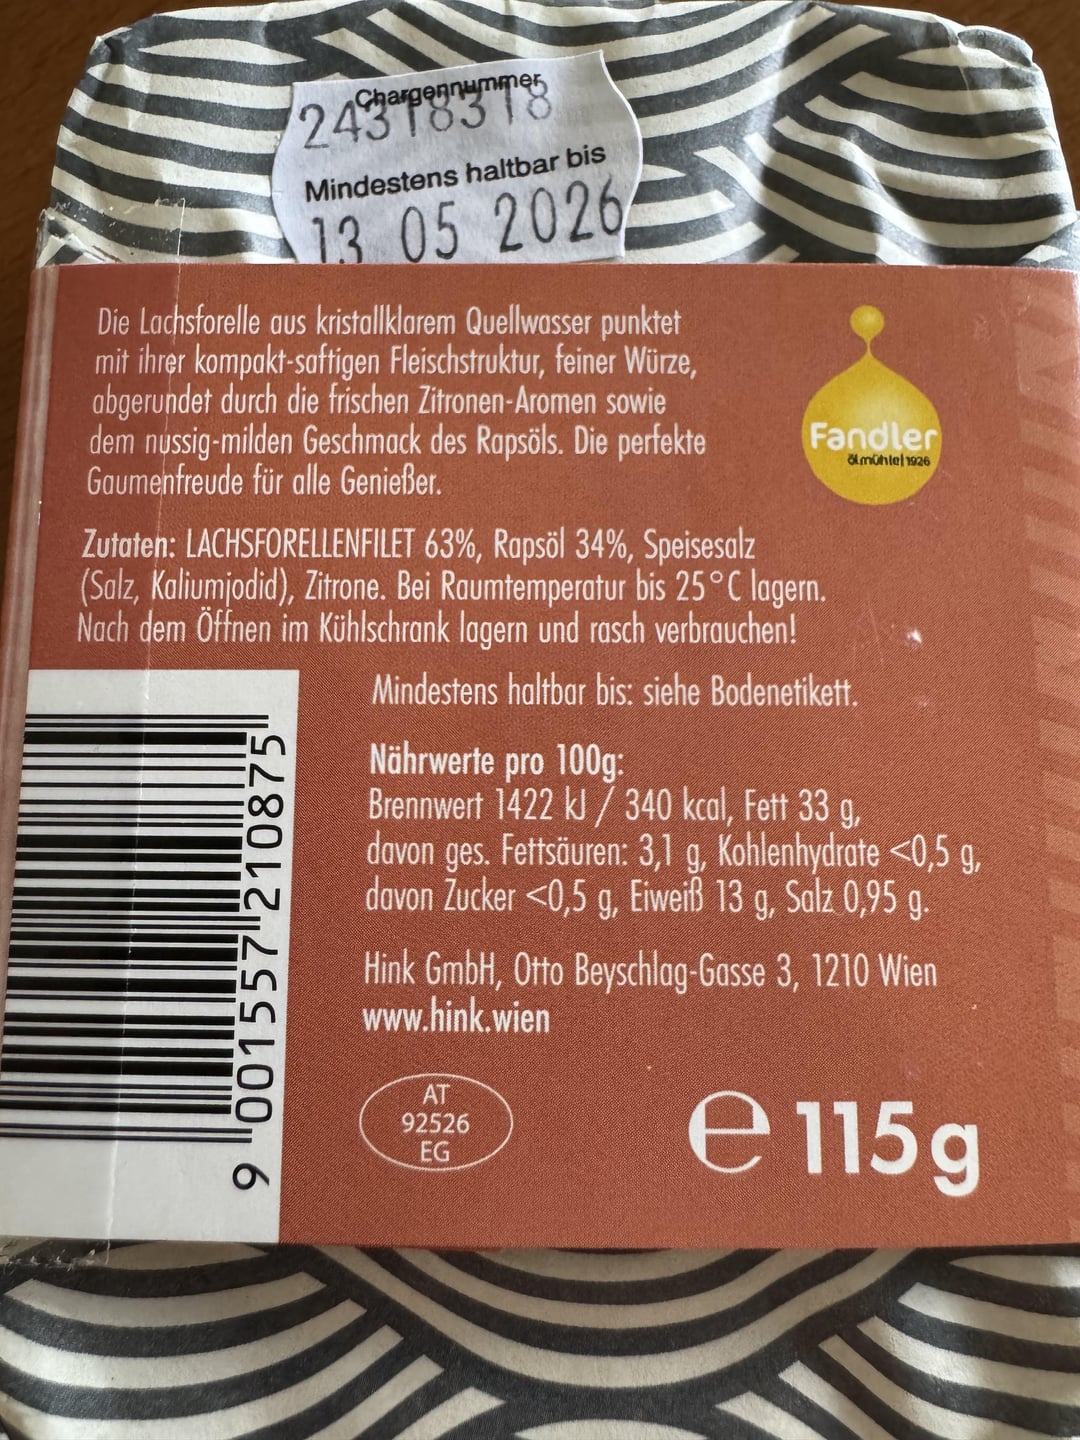 Chargennummer
24318318
Mindestens haltbar bis
13 05 2026
Die Lachsforelle aus kristallklarem Quellwasser punktet
mit ihrer kompakt-saftigen Fleischstruktur, feiner Würze,
abgerundet durch die frischen Zitronen-Aromen sowie
dem nussig-milden Geschmack des Rapsöls. Die perfekte
Gaumenfreude für alle Genießer.
Fandler
ölmühle | 1926
Zutaten: LACHSFORELLENFILET 63%, Rapsöl 34%, Speisesalz
(Salz, Kaliumjodid), Zitrone. Bei Raumtemperatur bis 25°C lagern.
Nach dem Öffnen im Kühlschrank lagern und rasch verbrauchen!
Mindestens haltbar bis: siehe Bodenetikett.
Nährwerte pro 100g:
Brennwert 1422 kJ / 340 kcal, Fett 33 g,
davon ges. Fettsäuren: 3,1 g, Kohlenhydrate <0,5 g,
davon Zucker <0,5 g, Eiweiß 13 g, Salz 0,95 g.
Hink GmbH, Otto Beyschlag-Gasse 3, 1210 Wien
www.hink.wien
9 001557 210875
AT
92526
EG
℮ 115g